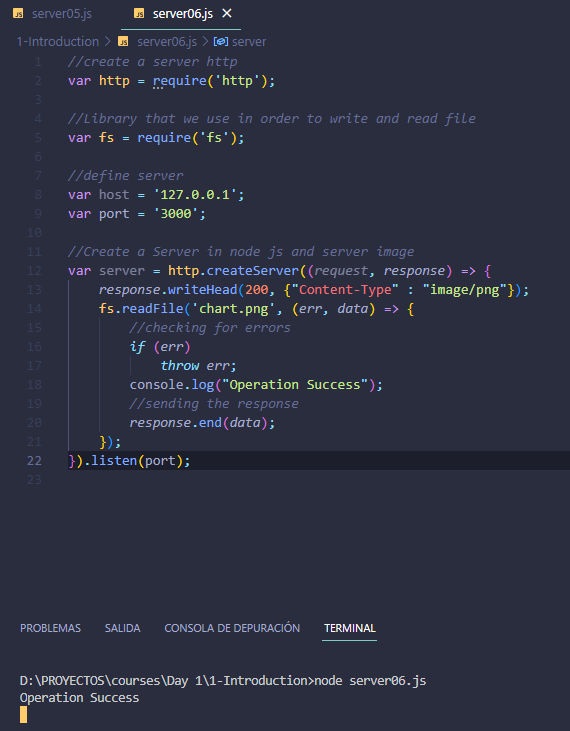 JS server05.js JS server06.js
1-Introduction > JS server06.js > server
1 //create a server http
2 var http = require('http');
3
4 //Library that we use in order to write and read file
5 var fs = require('fs');
6
7 //define server
8 var host = '127.0.0.1';
9 var port = '3000';
10
11 //Create a Server in node js and server image
12 var server = http.createServer((request, response) => {
13 response.writeHead(200, {"Content-Type" : "image/png"});
14 fs.readFile('chart.png', (err, data) => {
15 //checking for errors
16 if (err)
17 throw err;
18 console.log("Operation Success");
19 //sending the response
20 response.end(data);
21 });
22 }).listen(port);
23
PROBLEMAS SALIDA CONSOLA DE DEPURACIÓN TERMINAL
D:\PROYECTOS\courses\Day 1\1-Introduction>node server06.js
Operation Success